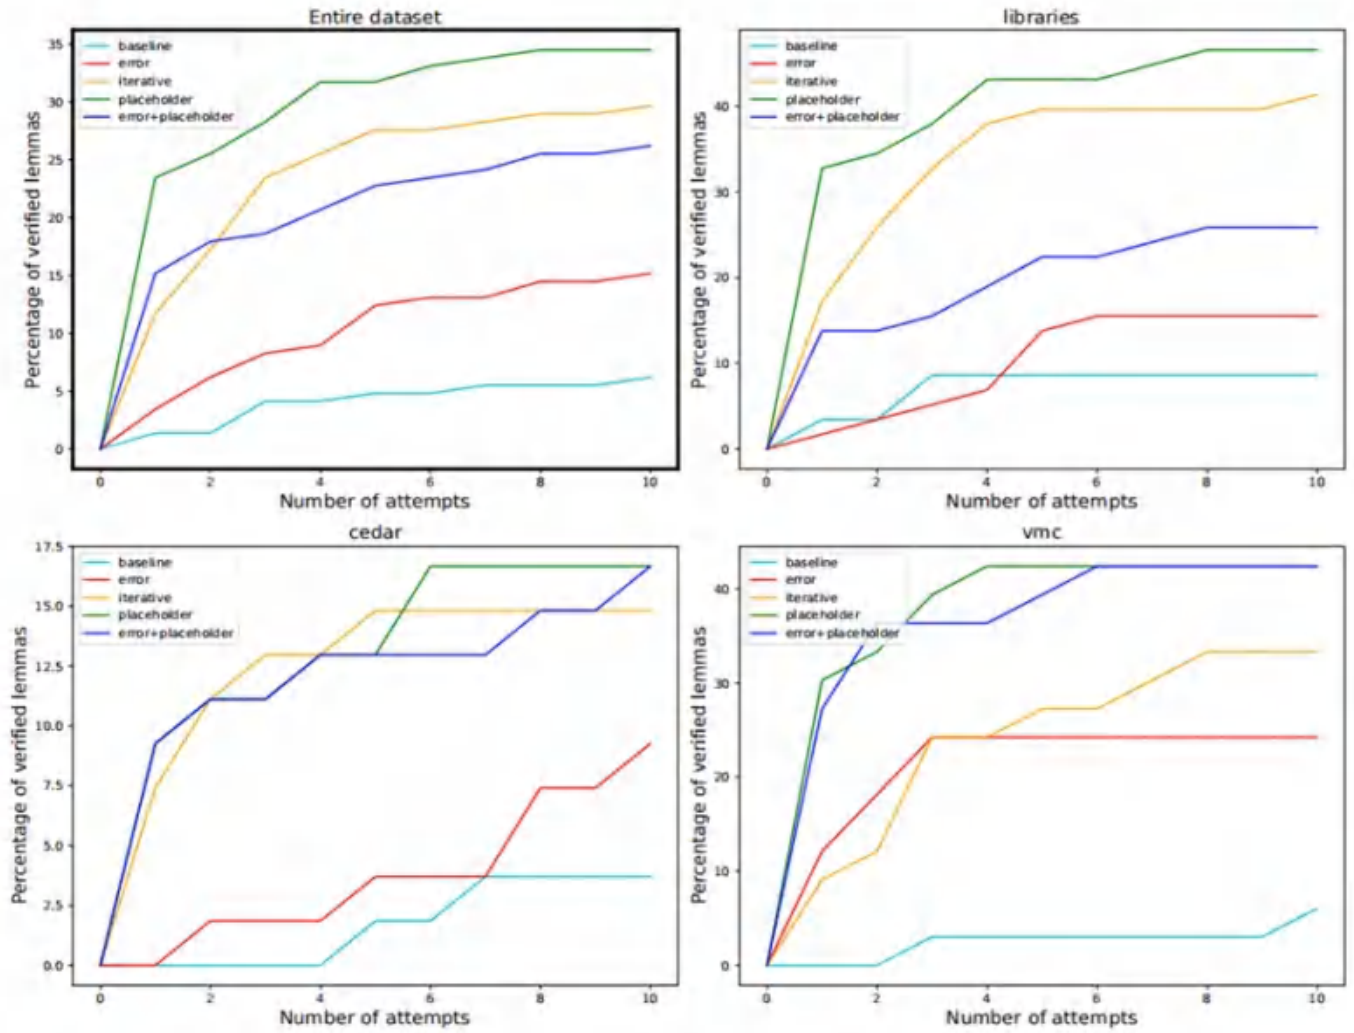 Entire dataset
35
30
25
20
15
10
5
0
baseline
error
iterative
placeholder
error+placeholder
Percentage of verified lemmas
0 2 4 6 8 10
Number of attempts
libraries
40
30
20
10
0
baseline
error
iterative
placeholder
error+placeholder
Percentage of verified lemmas
0 2 4 6 8 10
Number of attempts
cedar
17.5
15.0
12.5
10.0
7.5
5.0
2.5
0.0
baseline
error
iterative
placeholder
error+placeholder
Percentage of verified lemmas
0 2 4 6 8 10
Number of attempts
vmc
40
30
20
10
0
baseline
error
iterative
placeholder
error+placeholder
Percentage of verified lemmas
0 2 4 6 8 10
Number of attempts